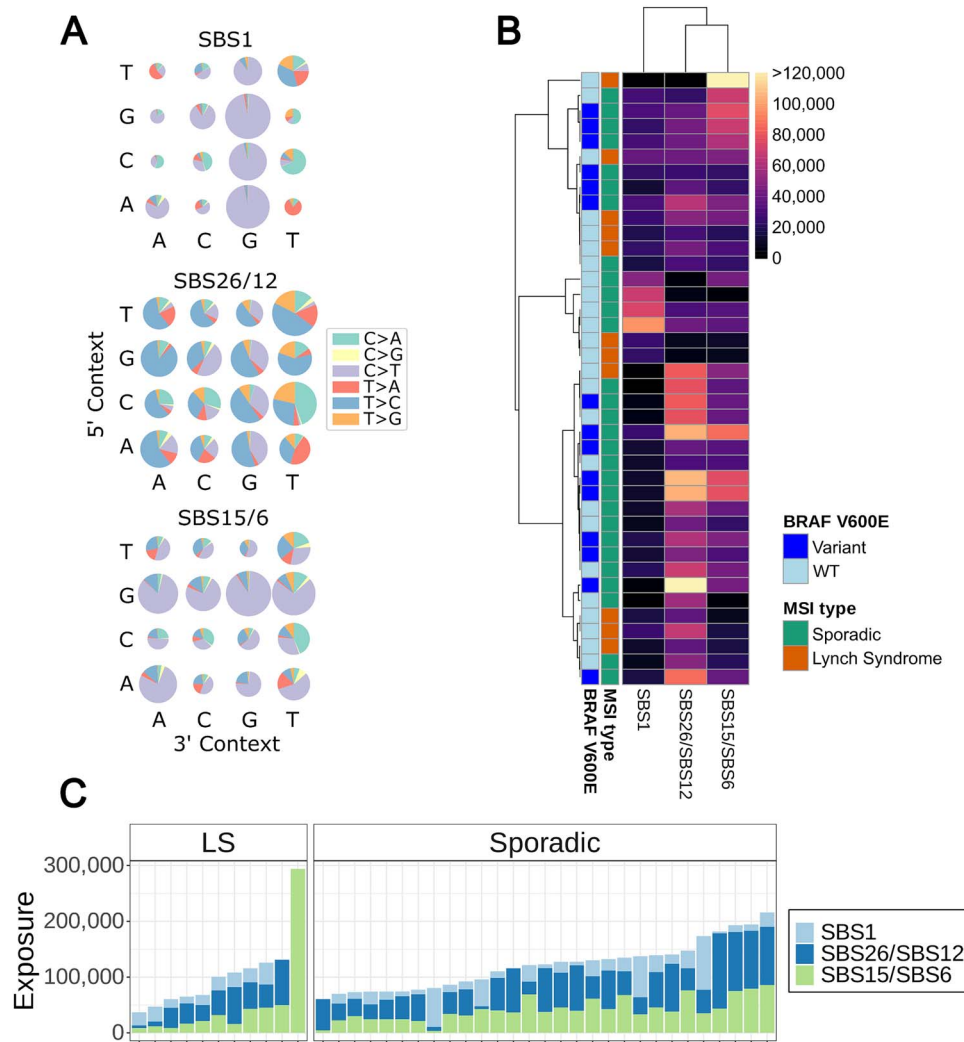 A
SBS1
T
G
C
A
A C G T
SBS26/12
T
G
C
A
A C G T
5' Context
C>A
C>G
C>T
T>A
T>C
T>G
SBS15/6
T
G
C
A
A C G T
3' Context
B
>120,000
100,000
80,000
60,000
40,000
20,000
0
BRAF V600E
MSI type
SBS1
SBS26/SBS12
SBS15/SBS6
BRAF V600E
Variant
WT
MSI type
Sporadic
Lynch Syndrome
C
LS
Sporadic
Exposure
300,000
200,000
100,000
0
SBS1
SBS26/SBS12
SBS15/SBS6